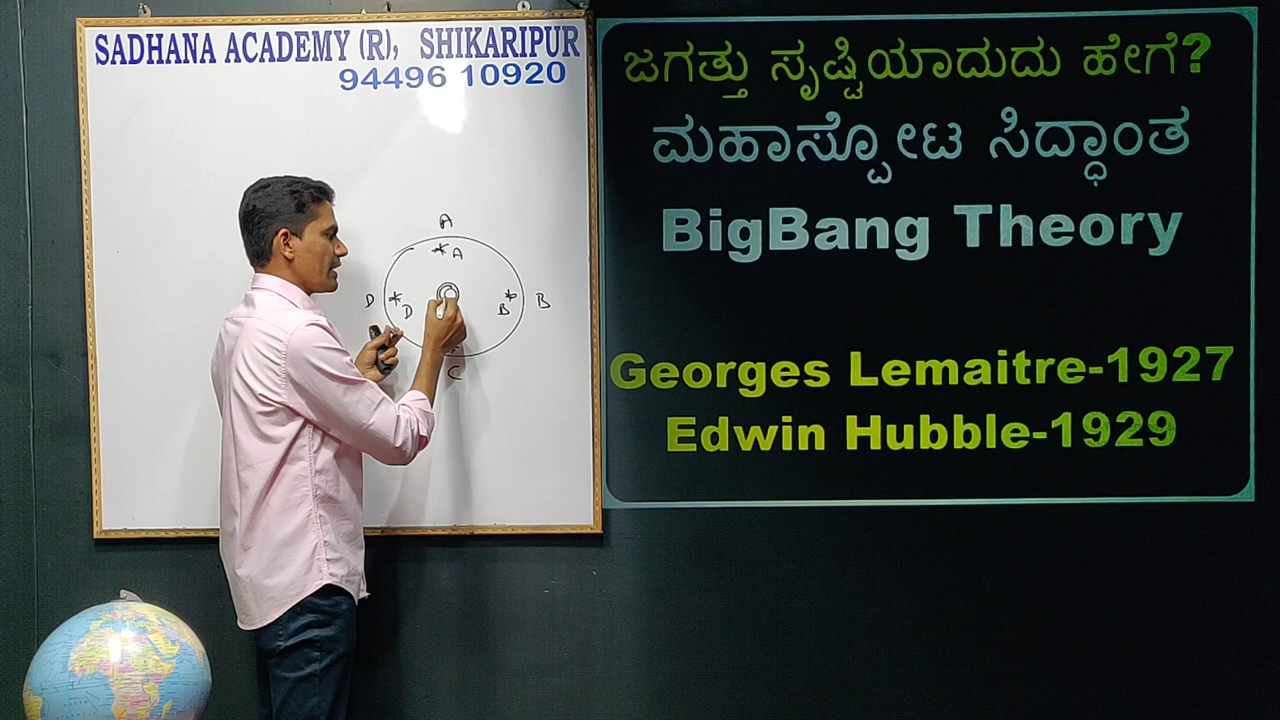 SADHANA ACADEMY (R), SHIKARIPUR
94496 10920
ಜಗತ್ತು ಸೃಷ್ಟಿಯಾದುದು ಹೇಗೆ?
ಮಹಾಸ್ಪೋಟ ಸಿದ್ಧಾಂತ
BigBang Theory
Georges Lemaitre-1927
Edwin Hubble-1929
A
A
D
D
B
B
C